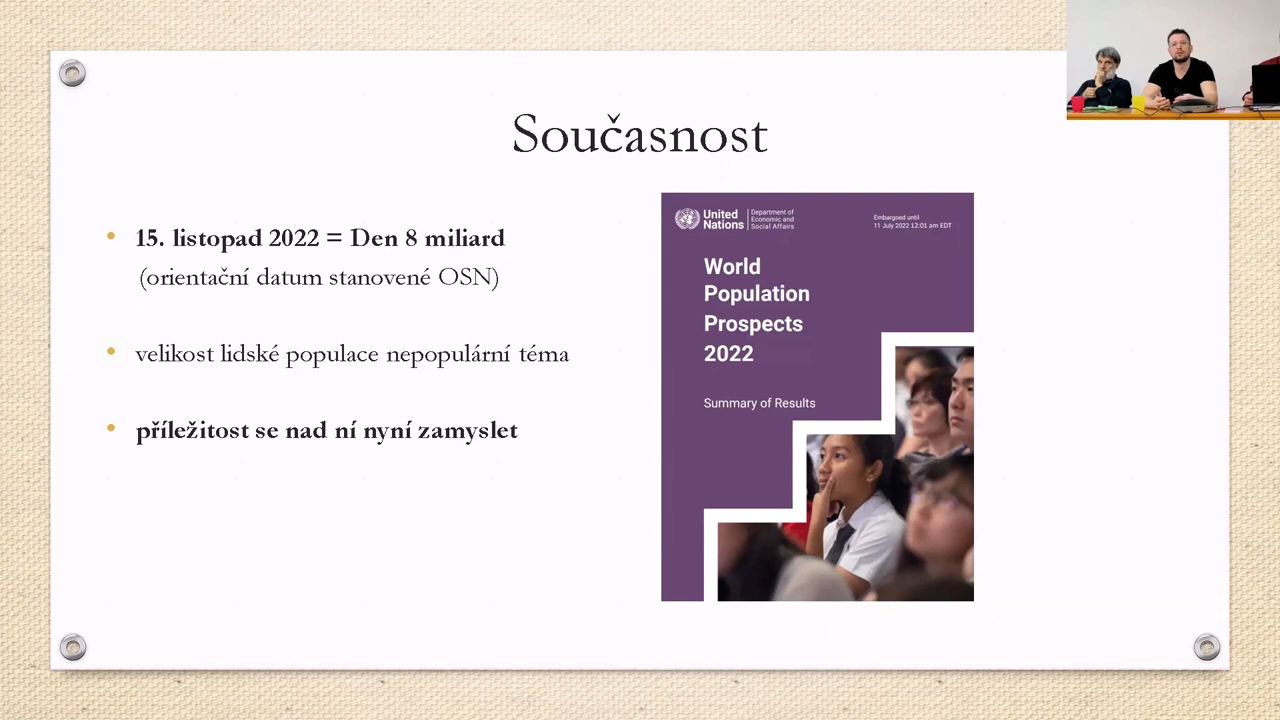 Současnost
15. listopad 2022 = Den 8 miliard
(orientační datum stanovené OSN)
velikost lidské populace nepopulární téma
příležitost se nad ní nyní zamyslet
United
Nations
Department of
Economic and
Social Affairs
Embargoed until
11 July 2022 12:01 am EDT
World
Population
Prospects
2022
Summary of Results